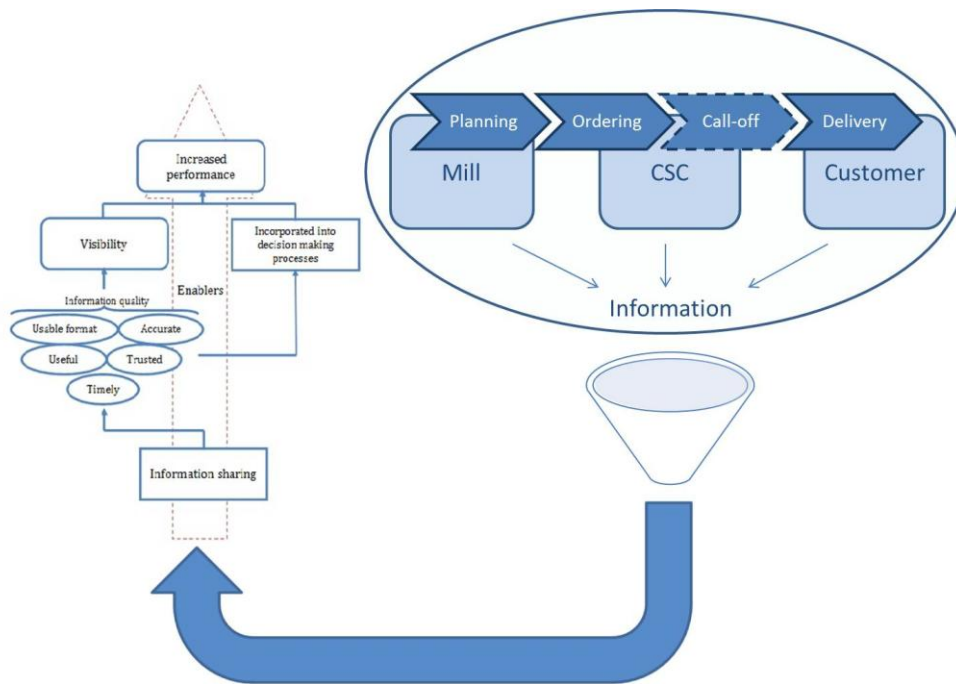 Increased
performance
Visibility
Incorporated into
decision making
processes
Enablers
Information quality
Usable format
Accurate
Useful
Trusted
Timely
Information sharing
Planning
Ordering
Call-off
Delivery
Mill
CSC
Customer
Information